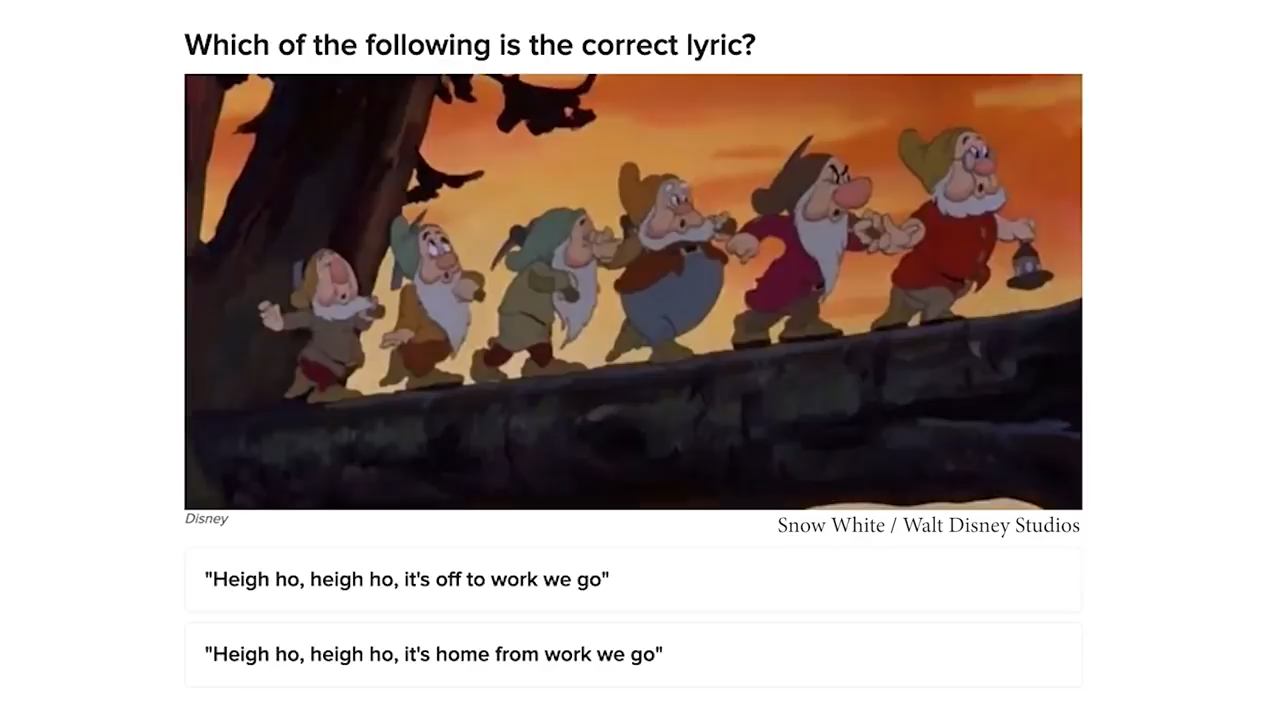 Which of the following is the correct lyric?
Disney
Snow White / Walt Disney Studios
"Heigh ho, heigh ho, it's off to work we go"
"Heigh ho, heigh ho, it's home from work we go"